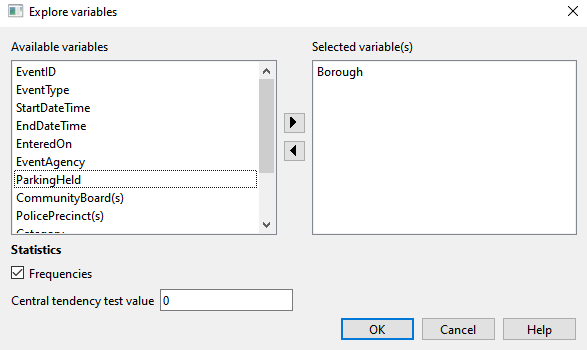 Explore variables
Available variables
Selected variable(s)
EventID
EventType
StartDateTime
EndDateTime
EnteredOn
EventAgency
ParkingHeld
CommunityBoard(s)
PolicePrecinct(s)
Category
Borough
Statistics
Frequencies
Central tendency test value
0
OK
Cancel
Help